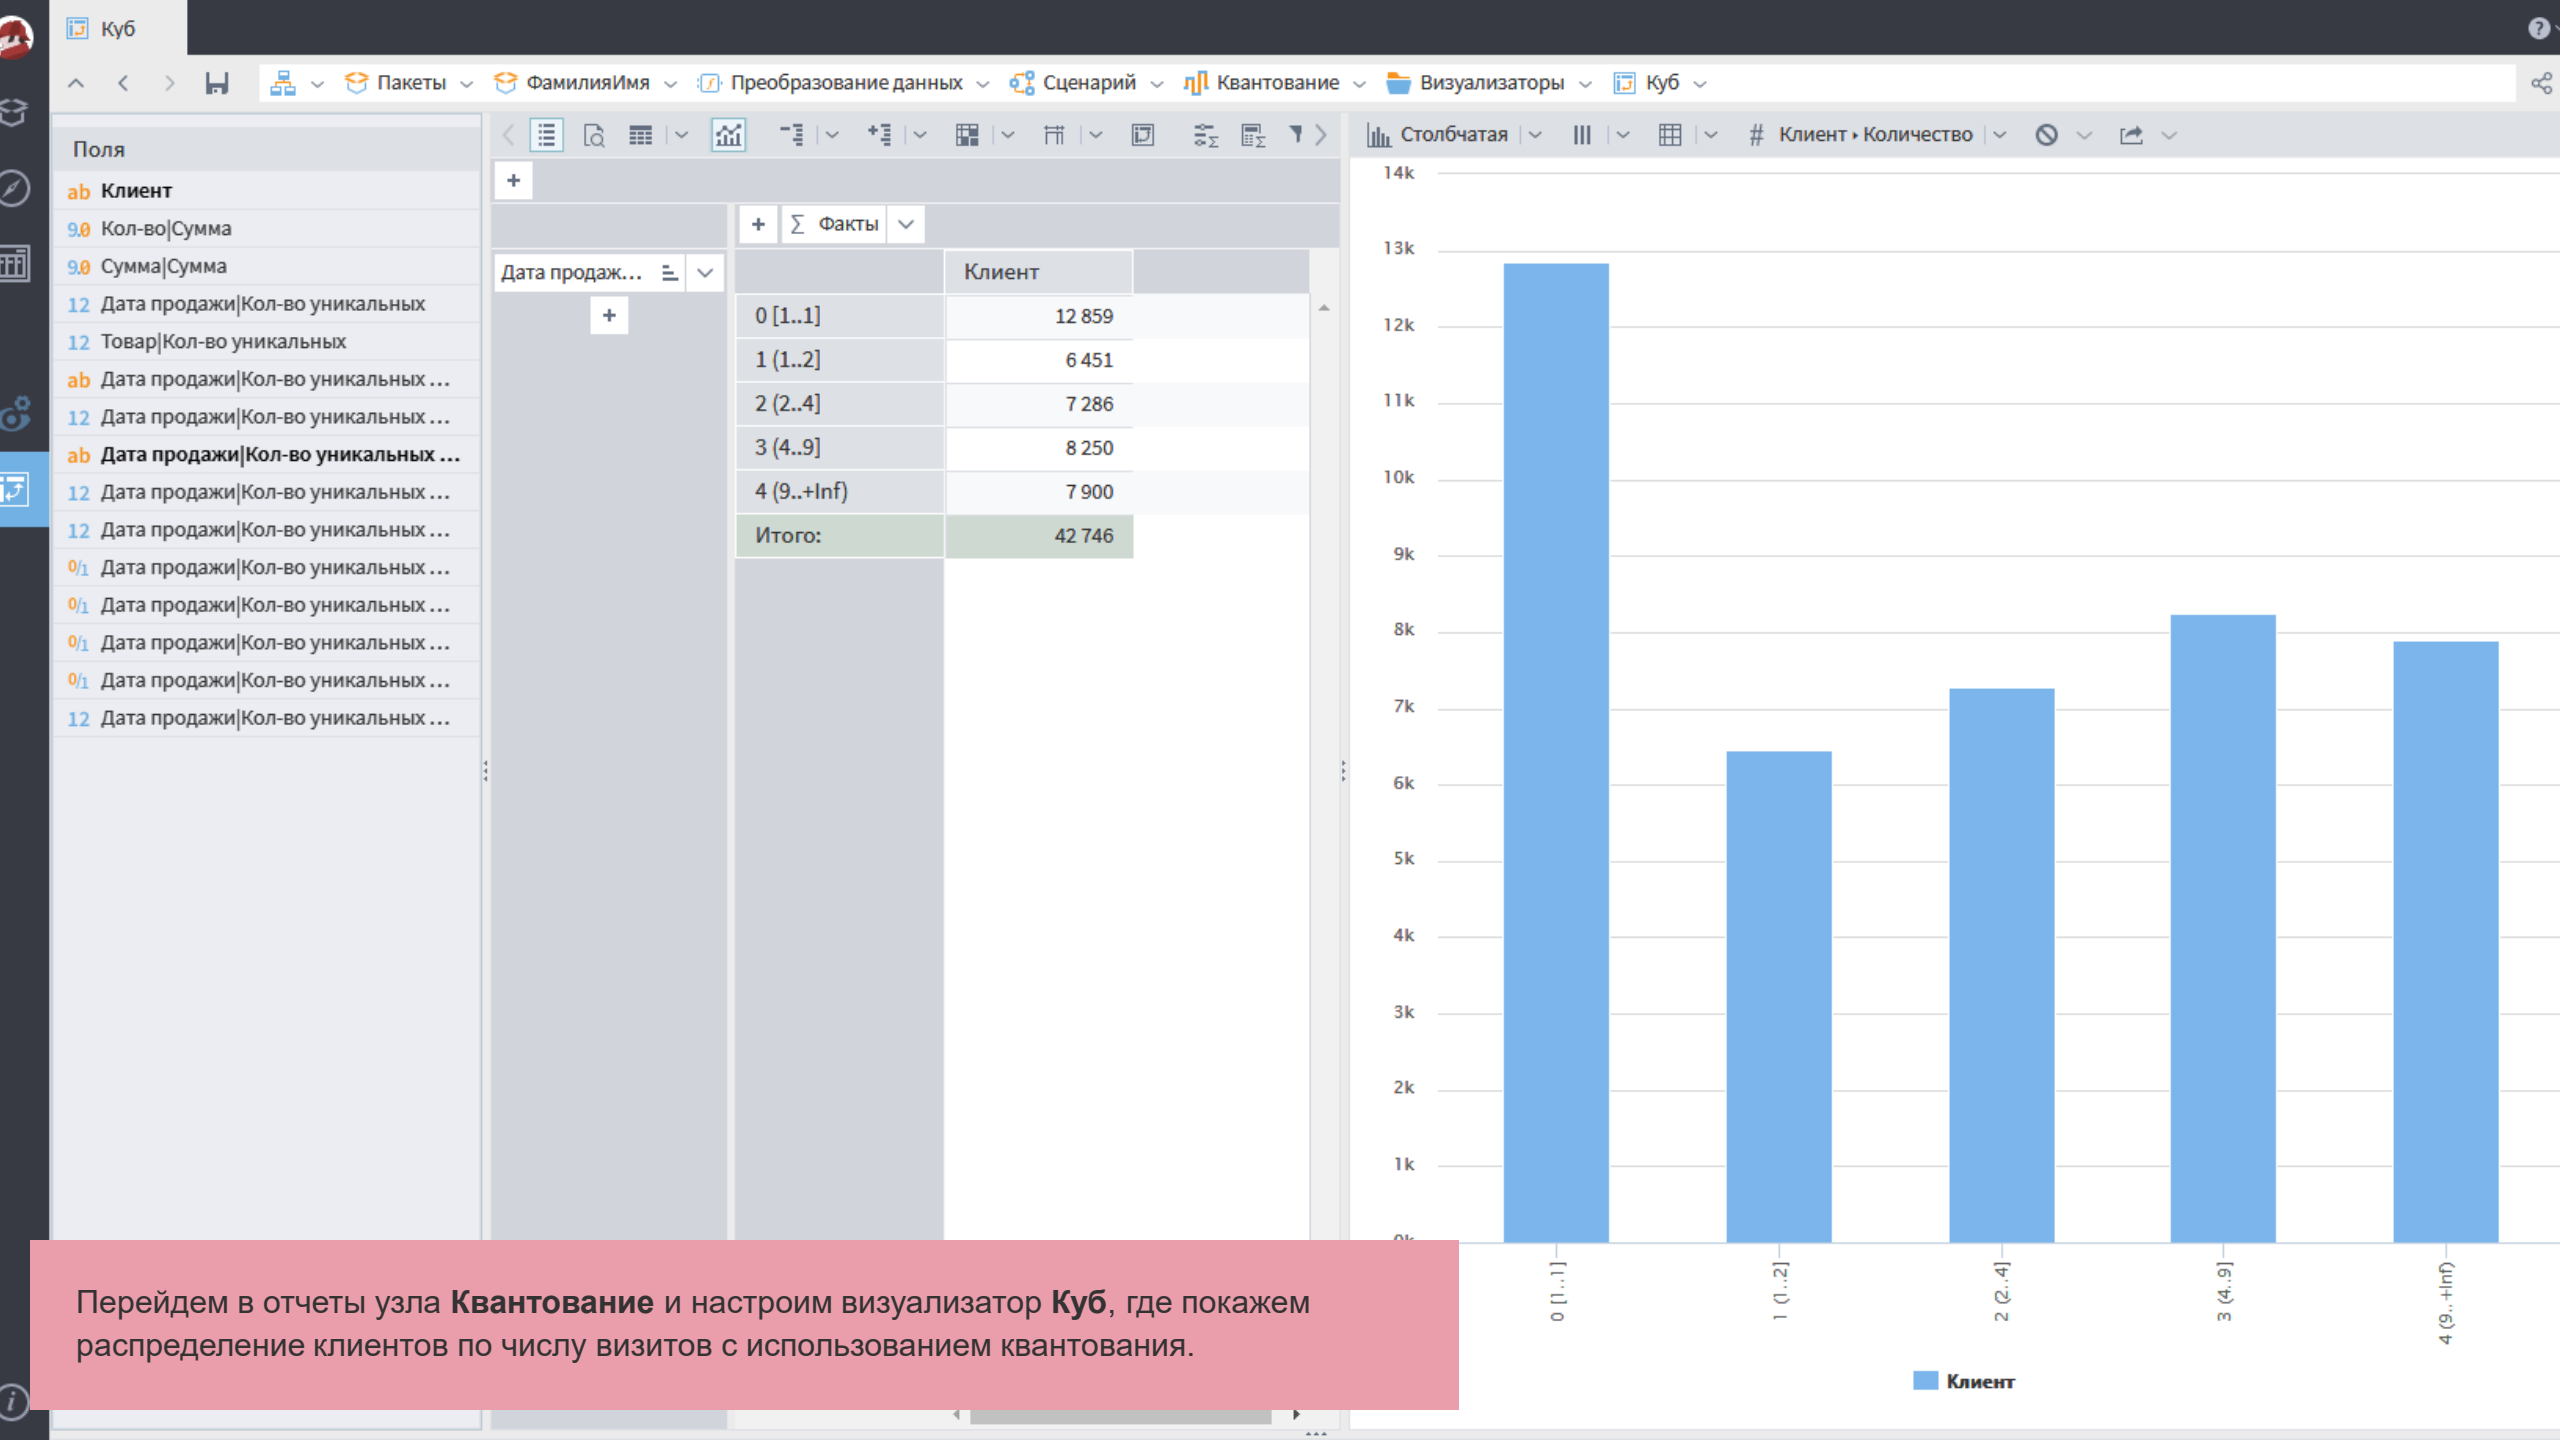 Куб
Пакеты
ФамилияИмя
Преобразование данных
Сценарий
Квантование
Визуализаторы
Куб
Поля
ab Клиент
9.0 Кол-во|Сумма
9.0 Сумма|Сумма
12 Дата продажи|Кол-во уникальных
12 Товар|Кол-во уникальных
ab Дата продажи|Кол-во уникальных ...
12 Дата продажи|Кол-во уникальных ...
ab Дата продажи|Кол-во уникальных ...
12 Дата продажи|Кол-во уникальных ...
12 Дата продажи|Кол-во уникальных ...
0/1 Дата продажи|Кол-во уникальных ...
0/1 Дата продажи|Кол-во уникальных ...
0/1 Дата продажи|Кол-во уникальных ...
0/1 Дата продажи|Кол-во уникальных ...
12 Дата продажи|Кол-во уникальных ...
+
+ Σ Факты
Дата продаж...
+
Клиент
0 [1..1] 12 859
1 (1..2] 6 451
2 (2..4] 7 286
3 (4..9] 8 250
4 (9..+Inf) 7 900
Итого: 42 746
Столбчатая
# Клиент ▸ Количество
14k
13k
12k
11k
10k
9k
8k
7k
6k
5k
4k
3k
2k
1k
0 [1..1]
1 (1..2]
2 (2..4]
3 (4..9]
4 (9..+Inf)
Клиент
Перейдем в отчеты узла Квантование и настроим визуализатор Куб, где покажем
распределение клиентов по числу визитов с использованием квантования.